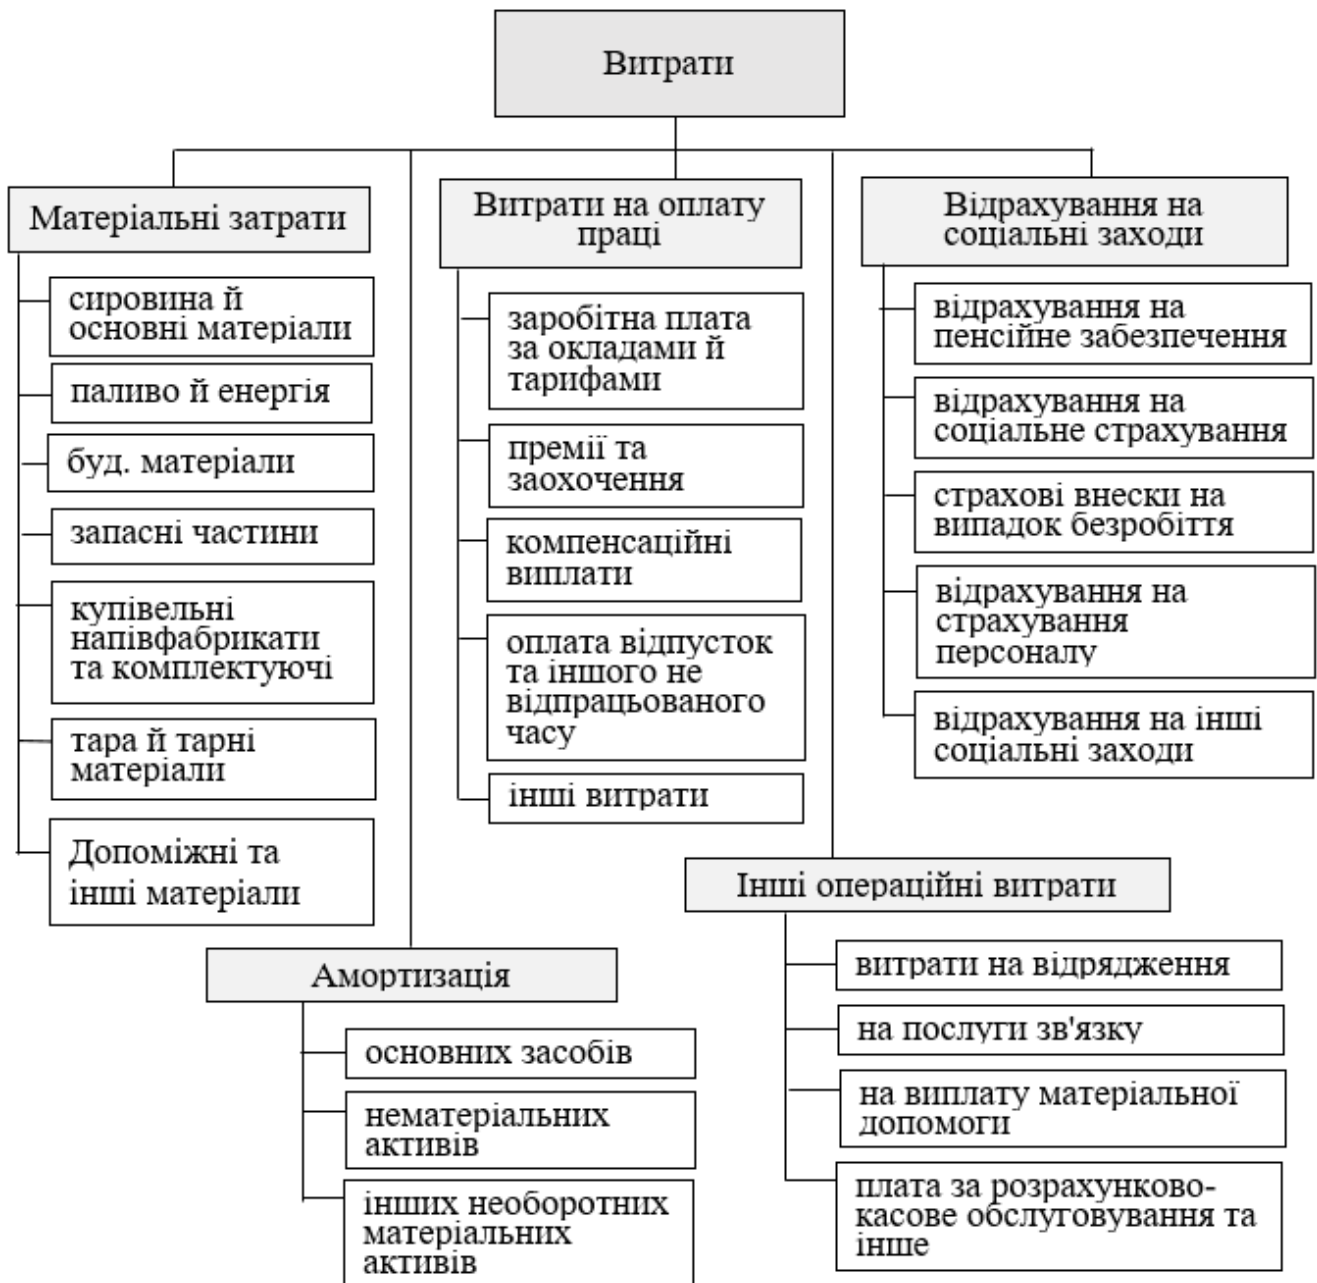 Витрати
Матеріальні затрати
сировина й
основні матеріали
паливо й енергія
буд. матеріали
запасні частини
купівельні
напівфабрикати
та комплектуючі
тара й тарні
матеріали
Допоміжні та
інші матеріали
Витрати на оплату
праці
заробітна плата
за окладами й
тарифами
премії та
заохочення
компенсаційні
виплати
оплата відпусток
та іншого не
відпрацьованого
часу
інші витрати
Відрахування на
соціальні заходи
відрахування на
пенсійне забезпечення
відрахування на
соціальне страхування
страхові внески на
випадок безробіття
відрахування на
страхування
персоналу
відрахування на інші
соціальні заходи
Амортизація
основних засобів
нематеріальних
активів
інших необоротних
матеріальних
активів
Інші операційні витрати
витрати на відрядження
на послуги зв'язку
на виплату матеріальної
допомоги
плата за розрахунково-
касове обслуговування та
інше